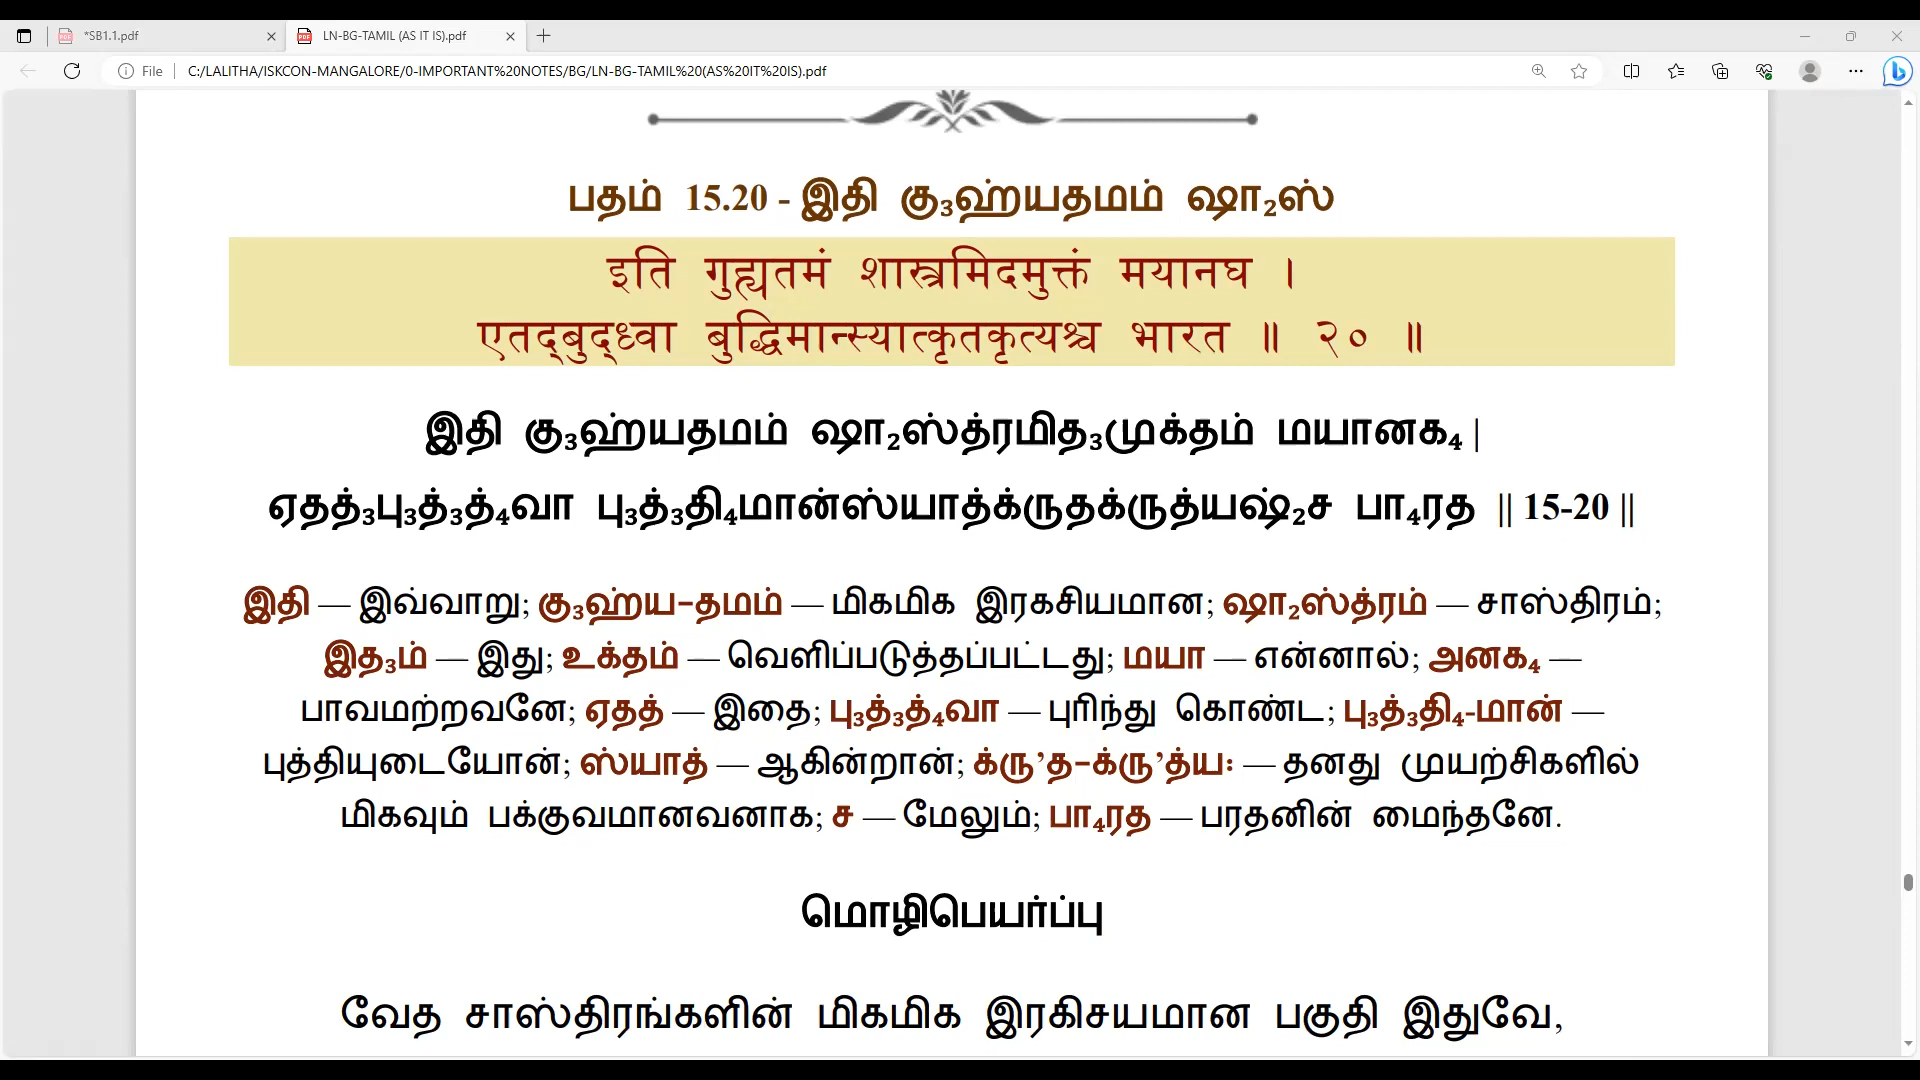 *SB1.1.pdf
LN-BG-TAMIL (AS IT IS).pdf
File
C:/LALITHA/ISKCON-MANGALORE/0-IMPORTANT%20NOTES/BG/LN-BG-TAMIL%20(AS%20IT%20IS).pdf
பதம் 15.20 - இதி கு₃ஹ்யதமம் ஷா₂ஸ்
इति गुह्यतमं शास्त्रमिदमुक्तं मयानघ ।
एतद्‍बुद्ध्वा बुद्धिमान्स्यात्कृतकृत्यश्च भारत ॥ २० ॥
இதி கு₃ஹ்யதமம் ஷா₂ஸ்த்ரமித₃முக்தம் மயானக₄ |
ஏதத்₃பு₃த்₃த்₄வா பு₃த்₃தி₄மான்ஸ்யாத்க்ருதக்ருத்யஷ்₂ச பா₄ரத || 15-20 ||
இதி — இவ்வாறு; கு₃ஹ்ய-தமம் — மிகமிக இரகசியமான; ஷா₂ஸ்த்ரம் — சாஸ்திரம்;
இத₃ம் — இது; உக்தம் — வெளிப்படுத்தப்பட்டது; மயா — என்னால்; அனக₄ —
பாவமற்றவனே; ஏதத் — இதை; பு₃த்₃த்₄வா — புரிந்து கொண்ட; பு₃த்₃தி₄-மான் —
புத்தியுடையோன்; ஸ்யாத் — ஆகின்றான்; க்ரு’த-க்ரு’த்ய꞉ — தனது முயற்சிகளில்
மிகவும் பக்குவமானவனாக; ச — மேலும்; பா₄ரத — பரதனின் மைந்தனே.
மொழிபெயர்ப்பு
வேத சாஸ்திரங்களின் மிகமிக இரகிசயமான பகுதி இதுவே,